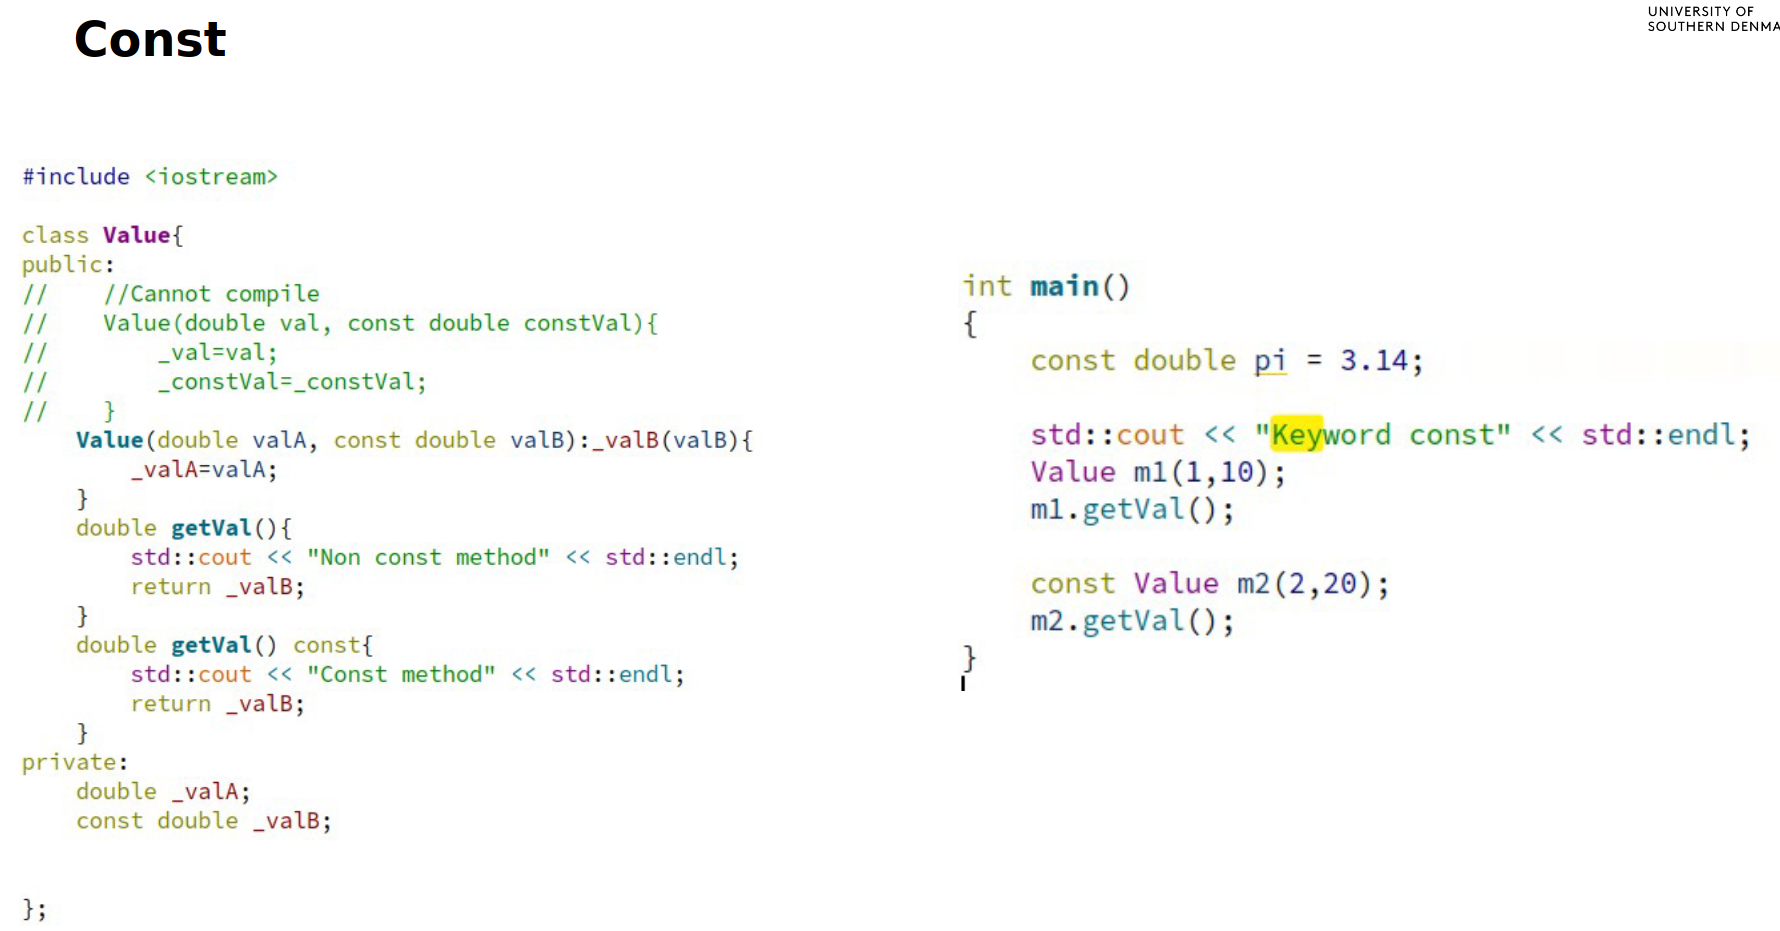 Const
UNIVERSITY OF
SOUTHERN DENMA
#include <iostream>
class Value{
public:
//    //Cannot compile
//    Value(double val, const double constVal){
//        _val=val;
//        _constVal=_constVal;
//    }
    Value(double valA, const double valB):_valB(valB){
        _valA=valA;
    }
    double getVal(){
        std::cout << "Non const method" << std::endl;
        return _valB;
    }
    double getVal() const{
        std::cout << "Const method" << std::endl;
        return _valB;
    }
private:
    double _valA;
    const double _valB;
};
int main()
{
    const double pi = 3.14;
    std::cout << "Keyword const" << std::endl;
    Value m1(1,10);
    m1.getVal();
    const Value m2(2,20);
    m2.getVal();
}